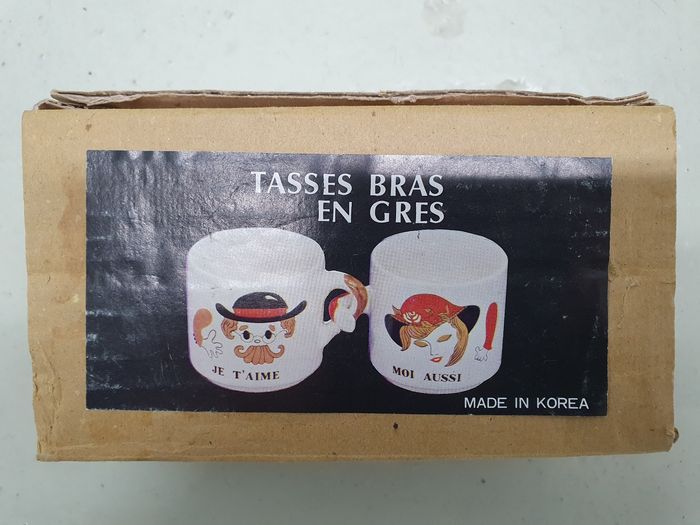 TASSES BRAS
EN GRES
JE T'AIME
MOI AUSSI
MADE IN KOREA